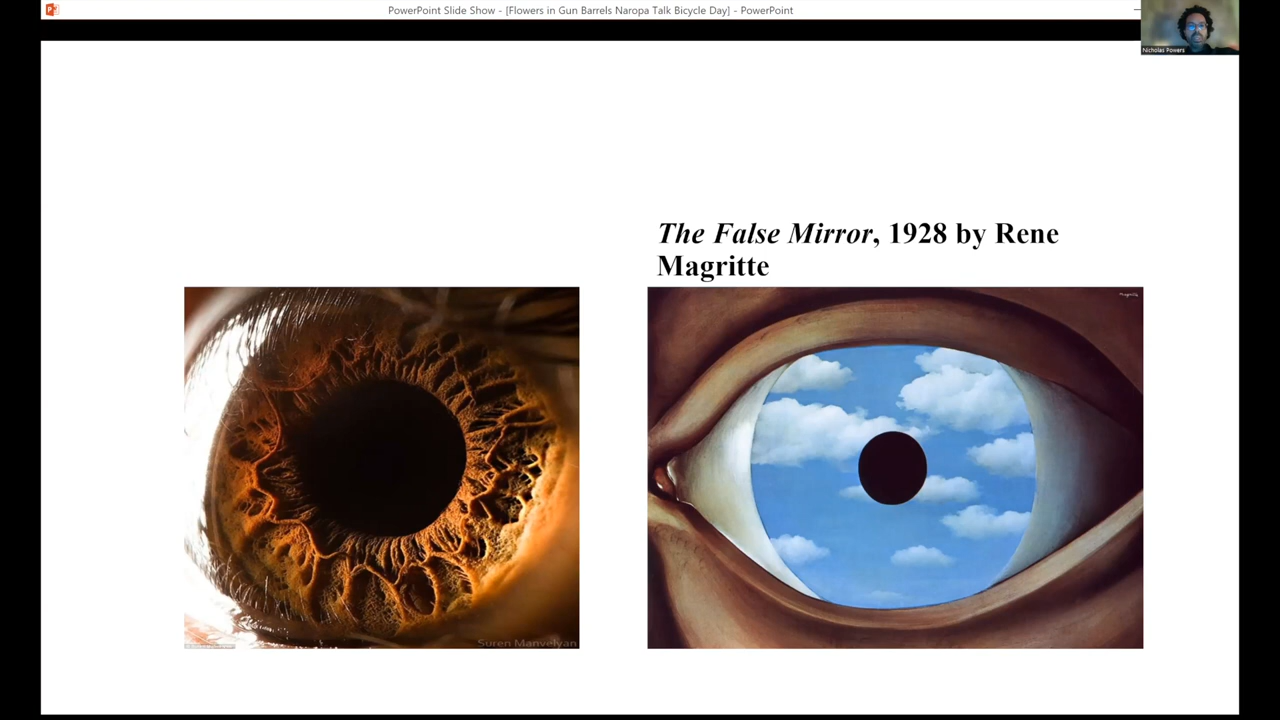 PowerPoint Slide Show - [Flowers in Gun Barrels Naropa Talk Bicycle Day] - PowerPoint
Nicholas Powers
The False Mirror, 1928 by Rene
Magritte
Magritte
Suren Manvelyan